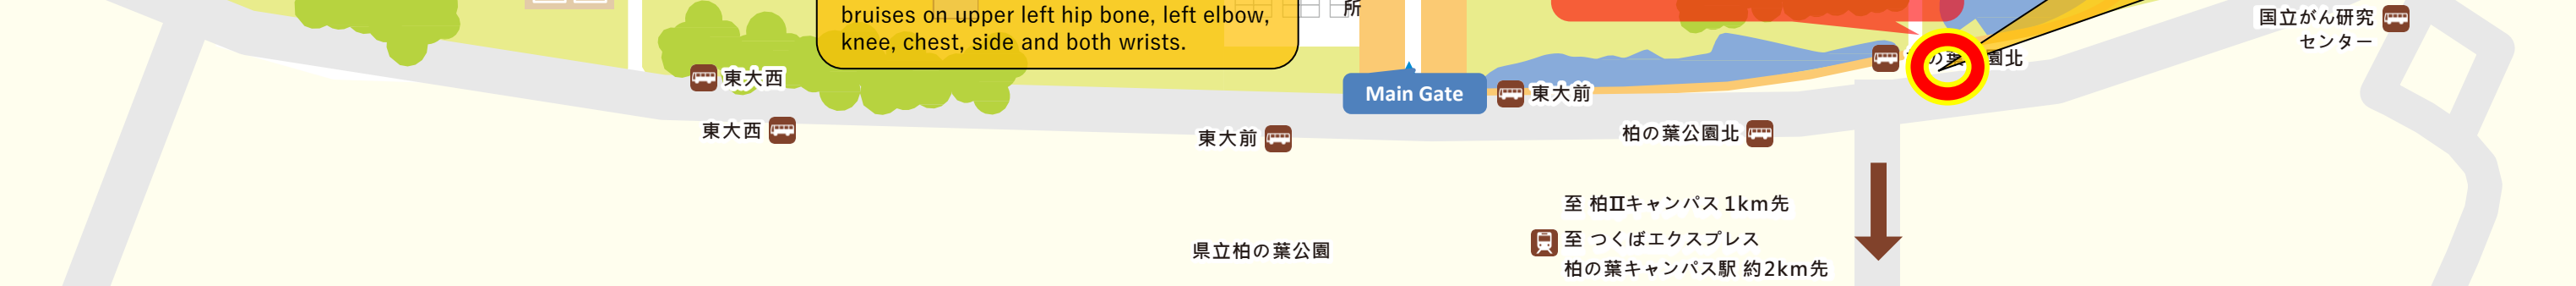 bruises on upper left hip bone, left elbow,
knee, chest, side and both wrists.
所
国立がん研究
センター
東大西
東大西
Main Gate
東大前
東大前
園北
柏の葉公園北
至 柏IIキャンパス 1km先
至 つくばエクスプレス
柏の葉キャンパス駅 約2km先
県立柏の葉公園